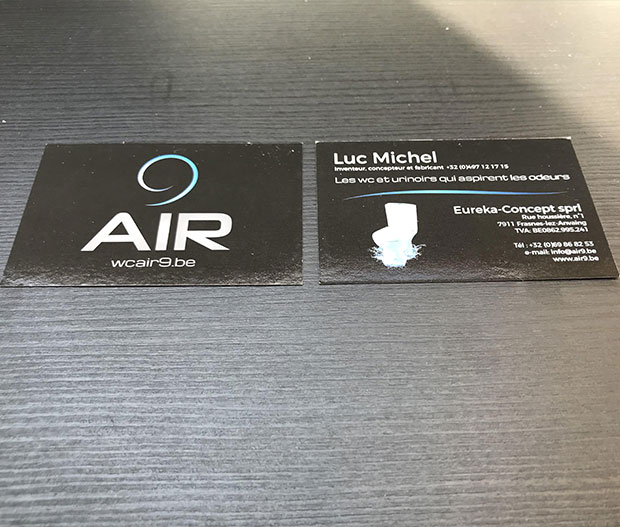 9
AIR
wcair9.be
Luc Michel
Inventeur, concepteur et fabricant +32 (0)497 12 17 15
Les wc et urinoirs qui aspirent les odeurs
Eureka-Concept sprl
Rue houssière, n°1
7911 Frasnes-lez-Anvaing
TVA: BE0862.995.241
Tél : +32 (0)69 86 82 53
e-mail: info@air9.be
www.air9.be